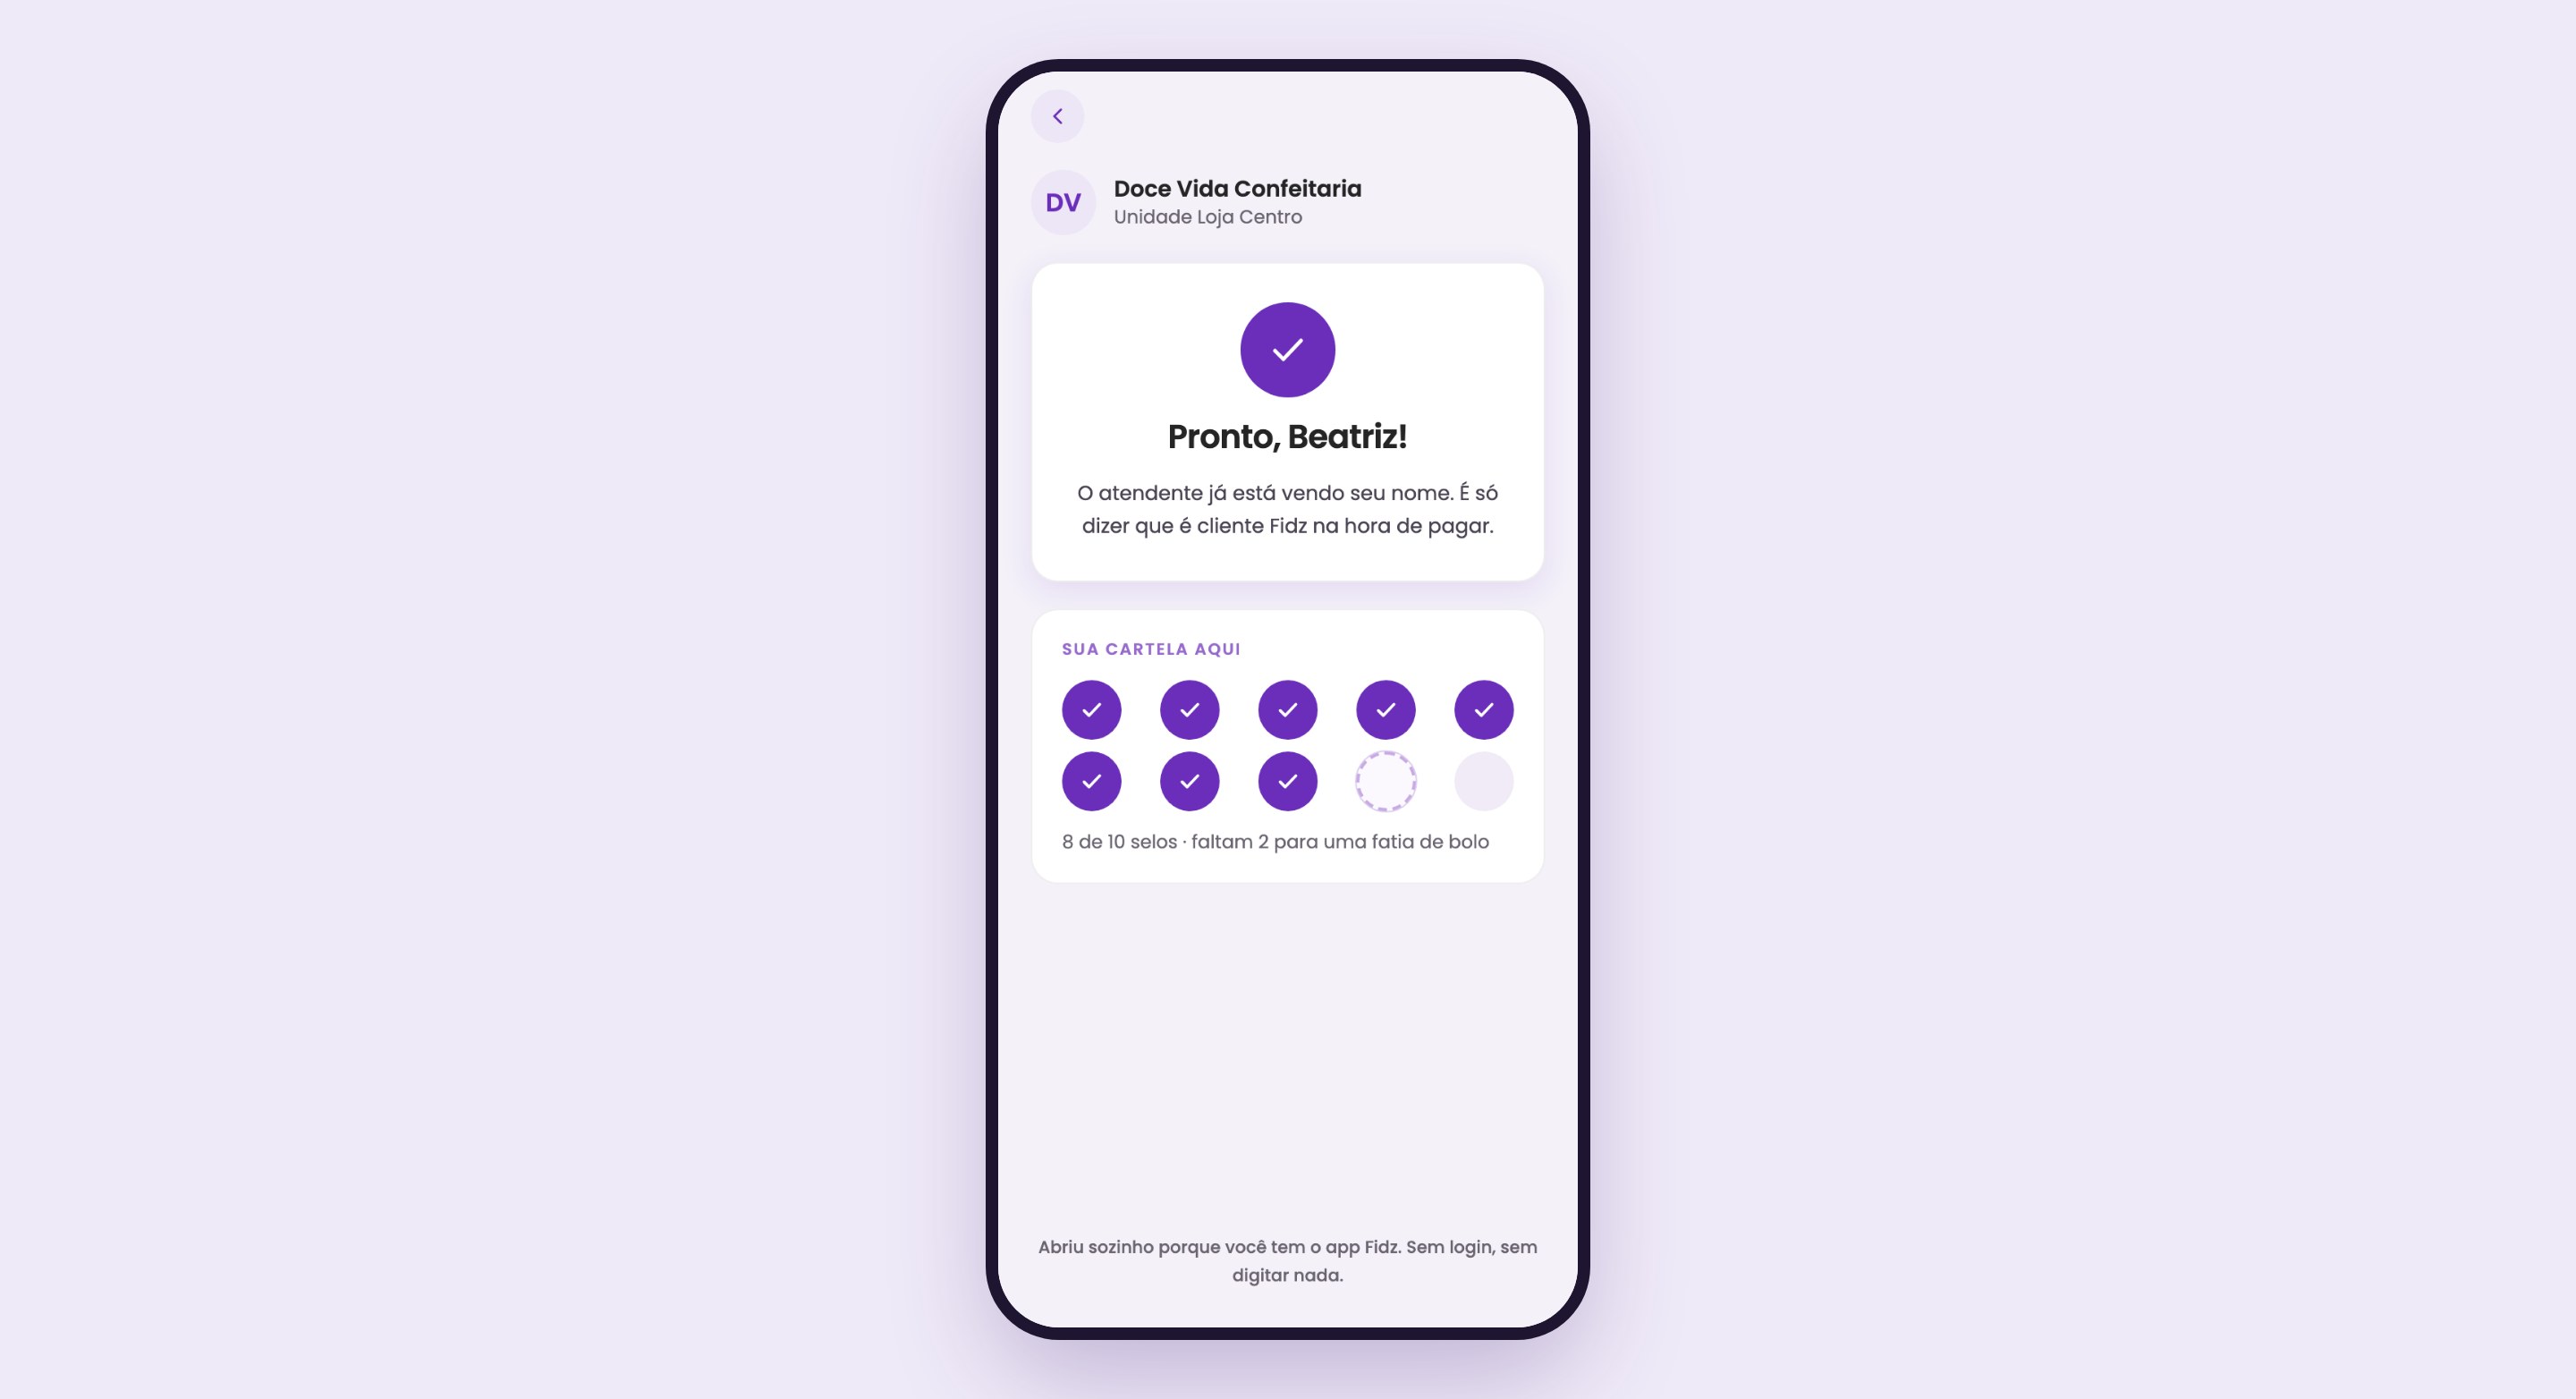 DV
Doce Vida Confeitaria
Unidade Loja Centro
Pronto, Beatriz!
O atendente já está vendo seu nome. É só
dizer que é cliente Fidz na hora de pagar.
SUA CARTELA AQUI
8 de 10 selos · faltam 2 para uma fatia de bolo
Abriu sozinho porque você tem o app Fidz. Sem login, sem
digitar nada.